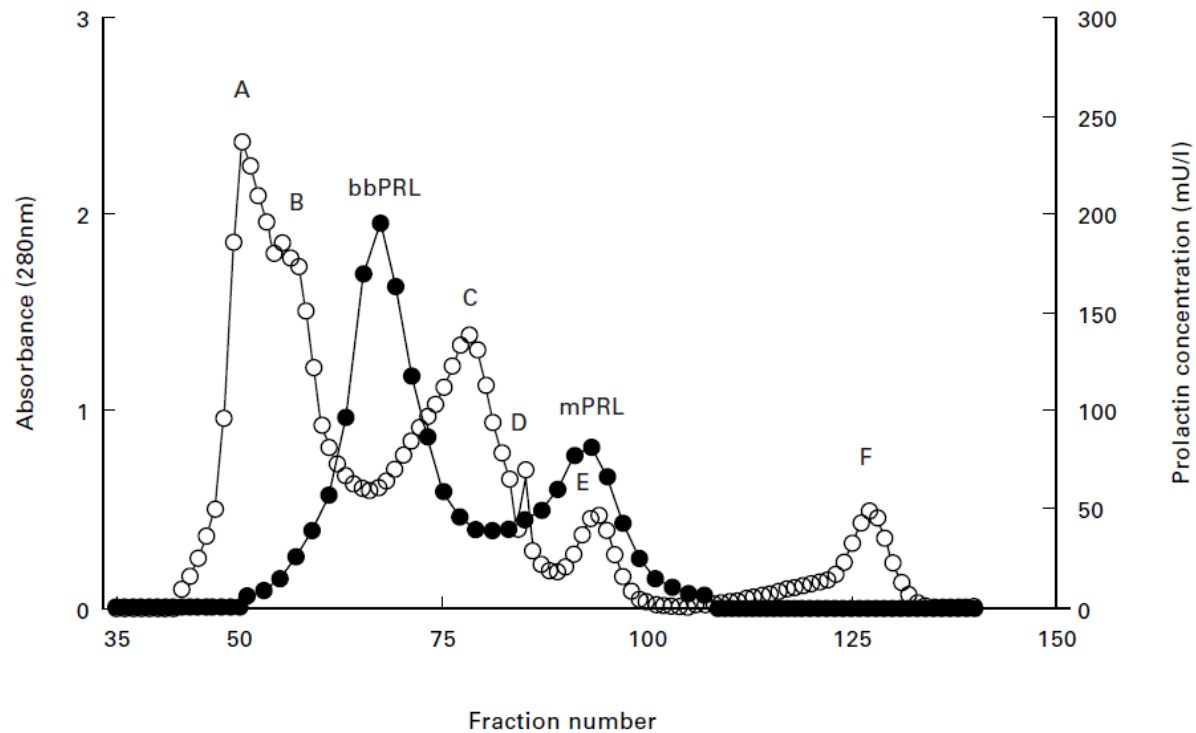 3
300
A
250
B
bbPRL
2
200
C
150
mPRL
D
1
100
E
F
50
0
0
35
50
75
100
125
150
Absorbance (280nm)
Prolactin concentration (mU/l)
Fraction number